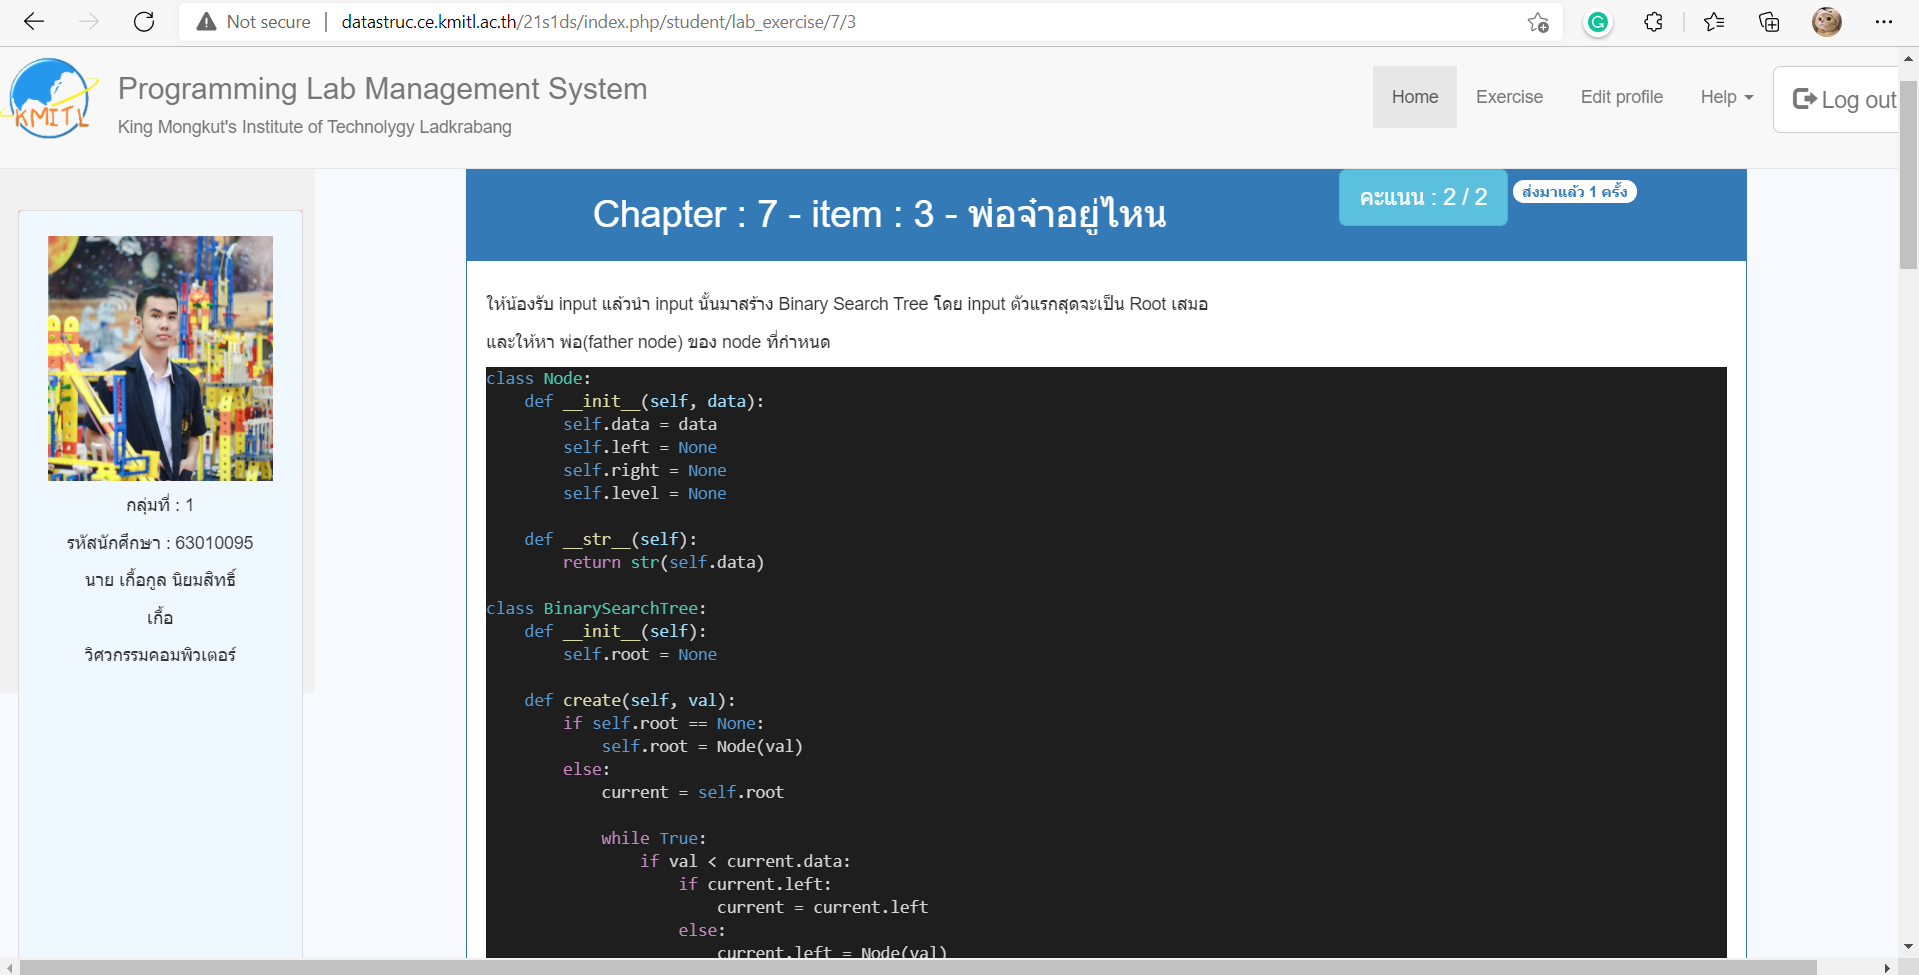 Not secure | datastruc.ce.kmitl.ac.th/21s1ds/index.php/student/lab_exercise/7/3
KMITL
Programming Lab Management System
King Mongkut's Institute of Technolygy Ladkrabang
Home Exercise Edit profile Help Log out
กลุ่มที่ : 1
รหัสนักศึกษา : 63010095
นาย เกื้อกูล นิยมสิทธิ์
เกื้อ
วิศวกรรมคอมพิวเตอร์
Chapter : 7 - item : 3 - พ่อจ๋าอยู่ไหน
คะแนน : 2 / 2
ส่งมาแล้ว 1 ครั้ง
ให้น้องรับ input แล้วนำ input นั้นมาสร้าง Binary Search Tree โดย input ตัวแรกสุดจะเป็น Root เสมอ
และให้หา พ่อ(father node) ของ node ที่กำหนด
class Node:
    def __init__(self, data):
        self.data = data
        self.left = None
        self.right = None
        self.level = None
    def __str__(self):
        return str(self.data)
class BinarySearchTree:
    def __init__(self):
        self.root = None
    def create(self, val):
        if self.root == None:
            self.root = Node(val)
        else:
            current = self.root
            while True:
                if val < current.data:
                    if current.left:
                        current = current.left
                    else:
                        current.left = Node(val)